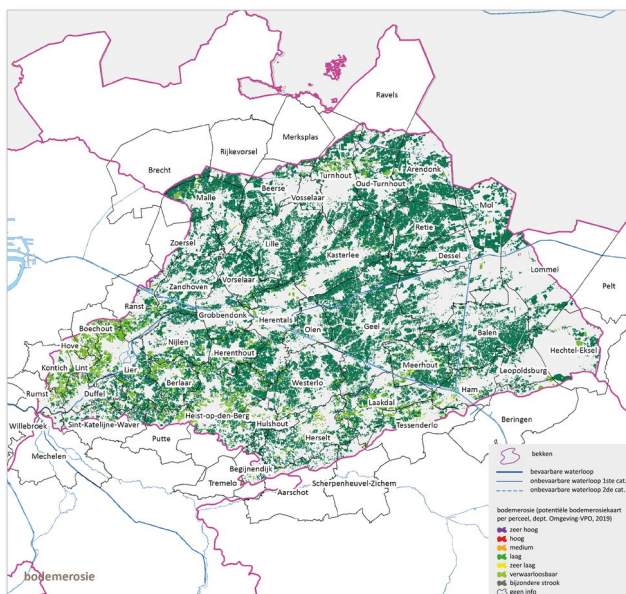 Ravels
Merksplas
Rijkevorsel
Brecht
Turnhout
Arendonk
Beerse
Oud-Turnhout
Malle
Vosselaar
Mol
Retie
Zoersel
Lille
Kasterlee
Dessel
Lommel
Zandhoven
Vorselaar
Pelt
Ranst
Grobbendonk
Herentals
Boechout
Olen
Geel
Balen
Hove
Nijlen
Hechtel-Eksel
Kontich
Lint
Herenthout
Meerhout
Leopoldsburg
Lier
Berlaar
Westerlo
Ham
Rumst
Duffel
Laakdal
Heist-op-den-Berg
Beringen
Willebroek
Sint-Katelijne-Waver
Hulshout
Tessenderlo
Putte
Herselt
Mechelen
Begijnendijk
Tremelo
Scherpenheuvel-Zichem
Aarschot
bekken
bevaarbare waterloop
onbevaarbare waterloop 1ste cat.
onbevaarbare waterloop 2de cat.
bodemerosie (potentiële bodemerosiekaart
per perceel, dept. Omgeving-VPO, 2019)
zeer hoog
hoog
medium
laag
zeer laag
verwaarloosbaar
bijzondere strook
geen info
bodemerosie